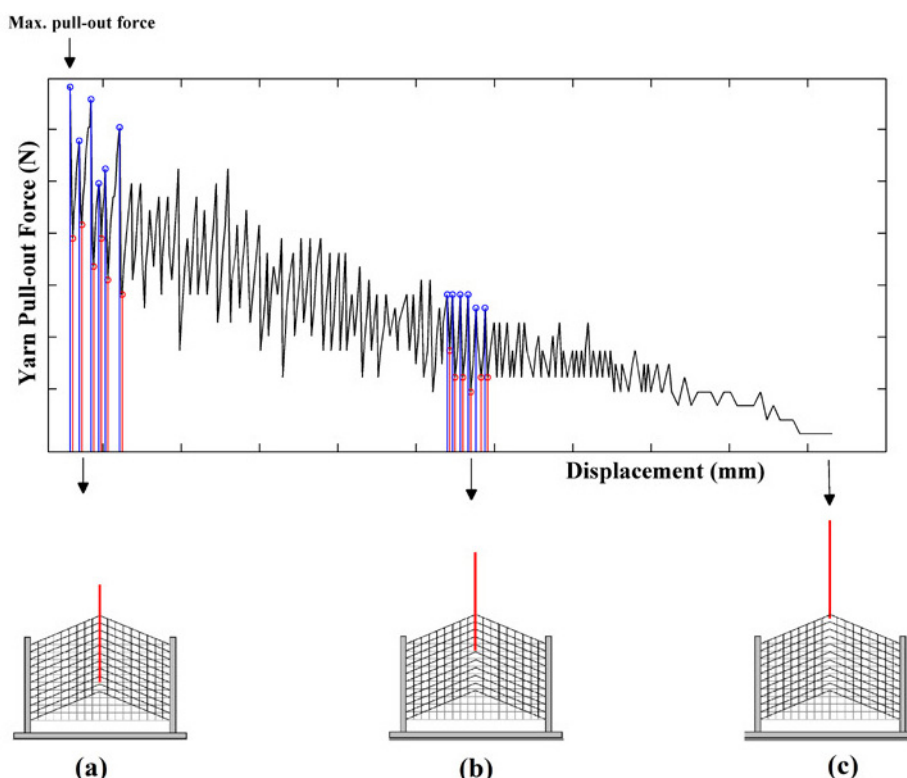 Max. pull-out force
Yarn Pull-out Force (N)
Displacement (mm)
(a)
(b)
(c)